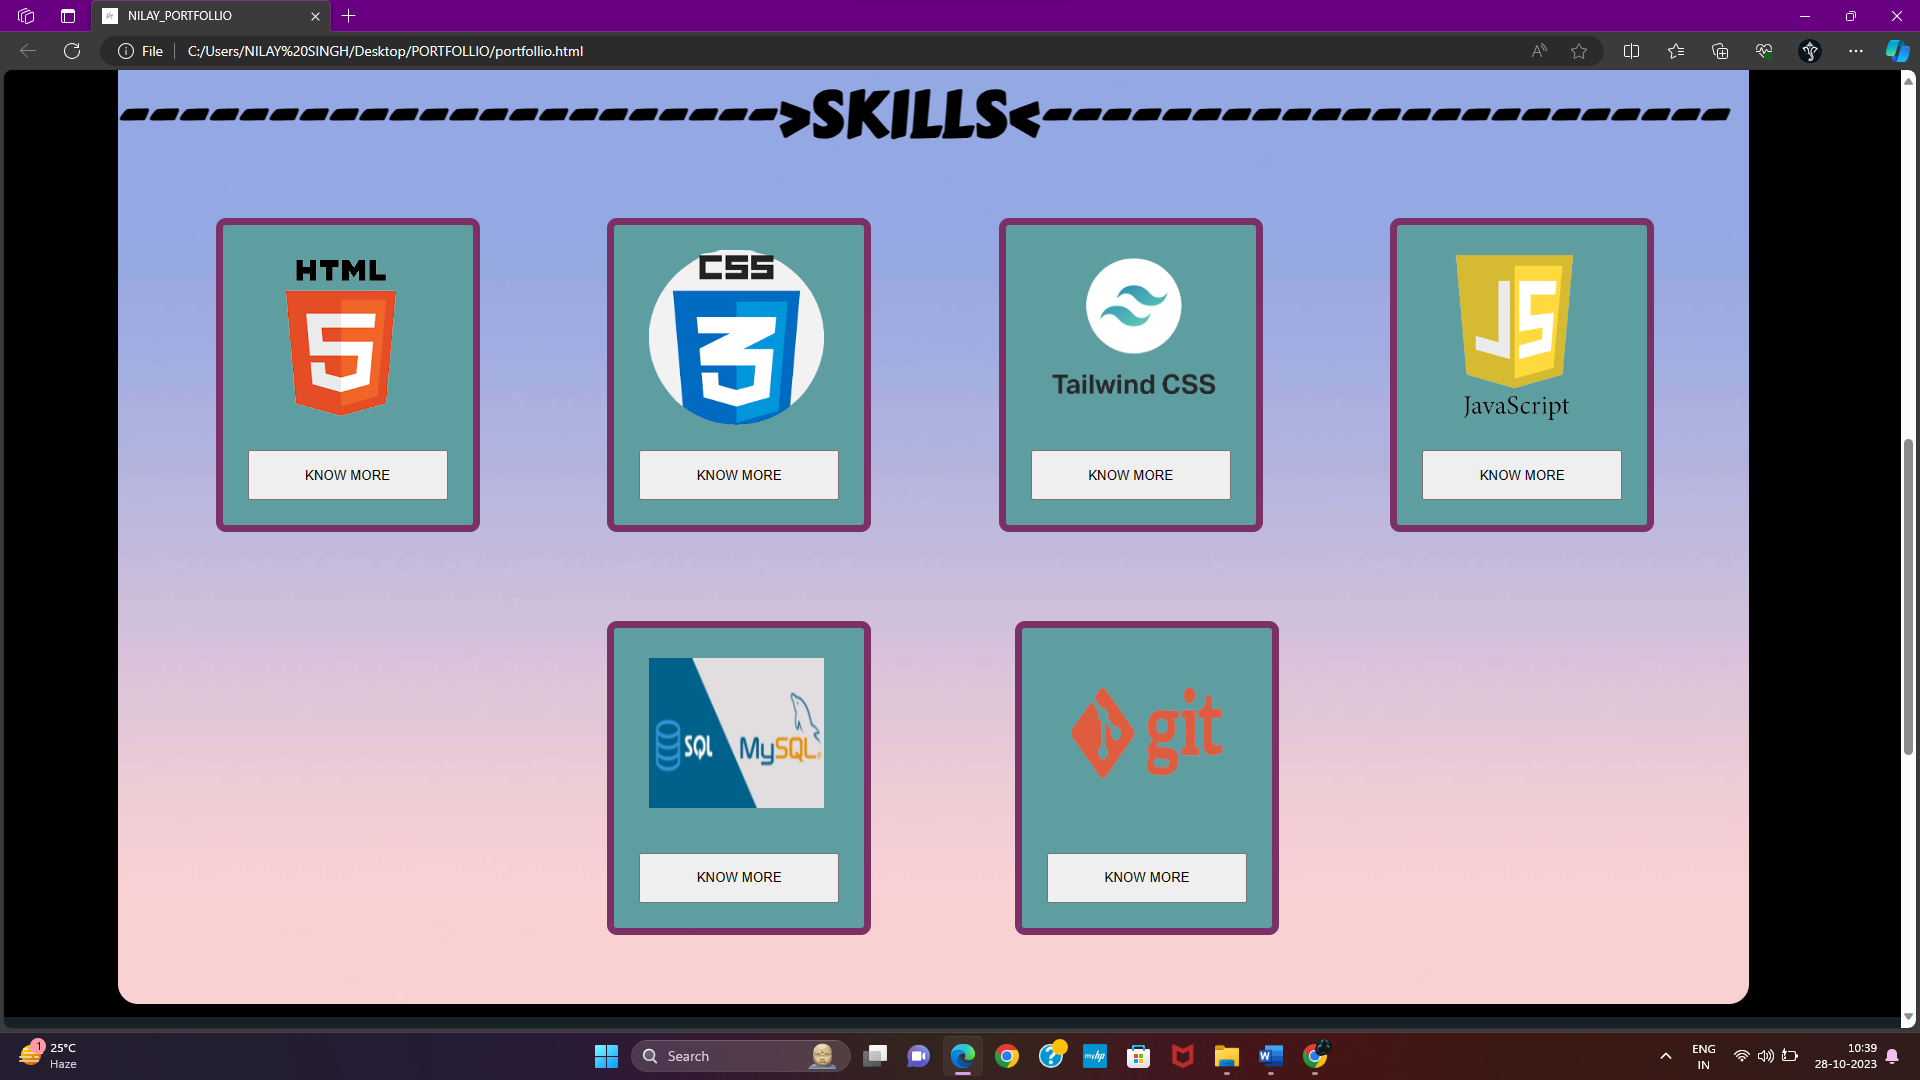 NILAY_PORTFOLLIO
File
C:/Users/NILAY%20SINGH/Desktop/PORTFOLLIO/portfollio.html
----------------------->SKILLS<-----------------------
HTML
5
CSS
3
Tailwind CSS
JS
JavaScript
KNOW MORE
KNOW MORE
KNOW MORE
KNOW MORE
SQL
MySQL
git
KNOW MORE
KNOW MORE
1
25°C
Haze
Search
myhp
W
ENG
IN
10:39
28-10-2023